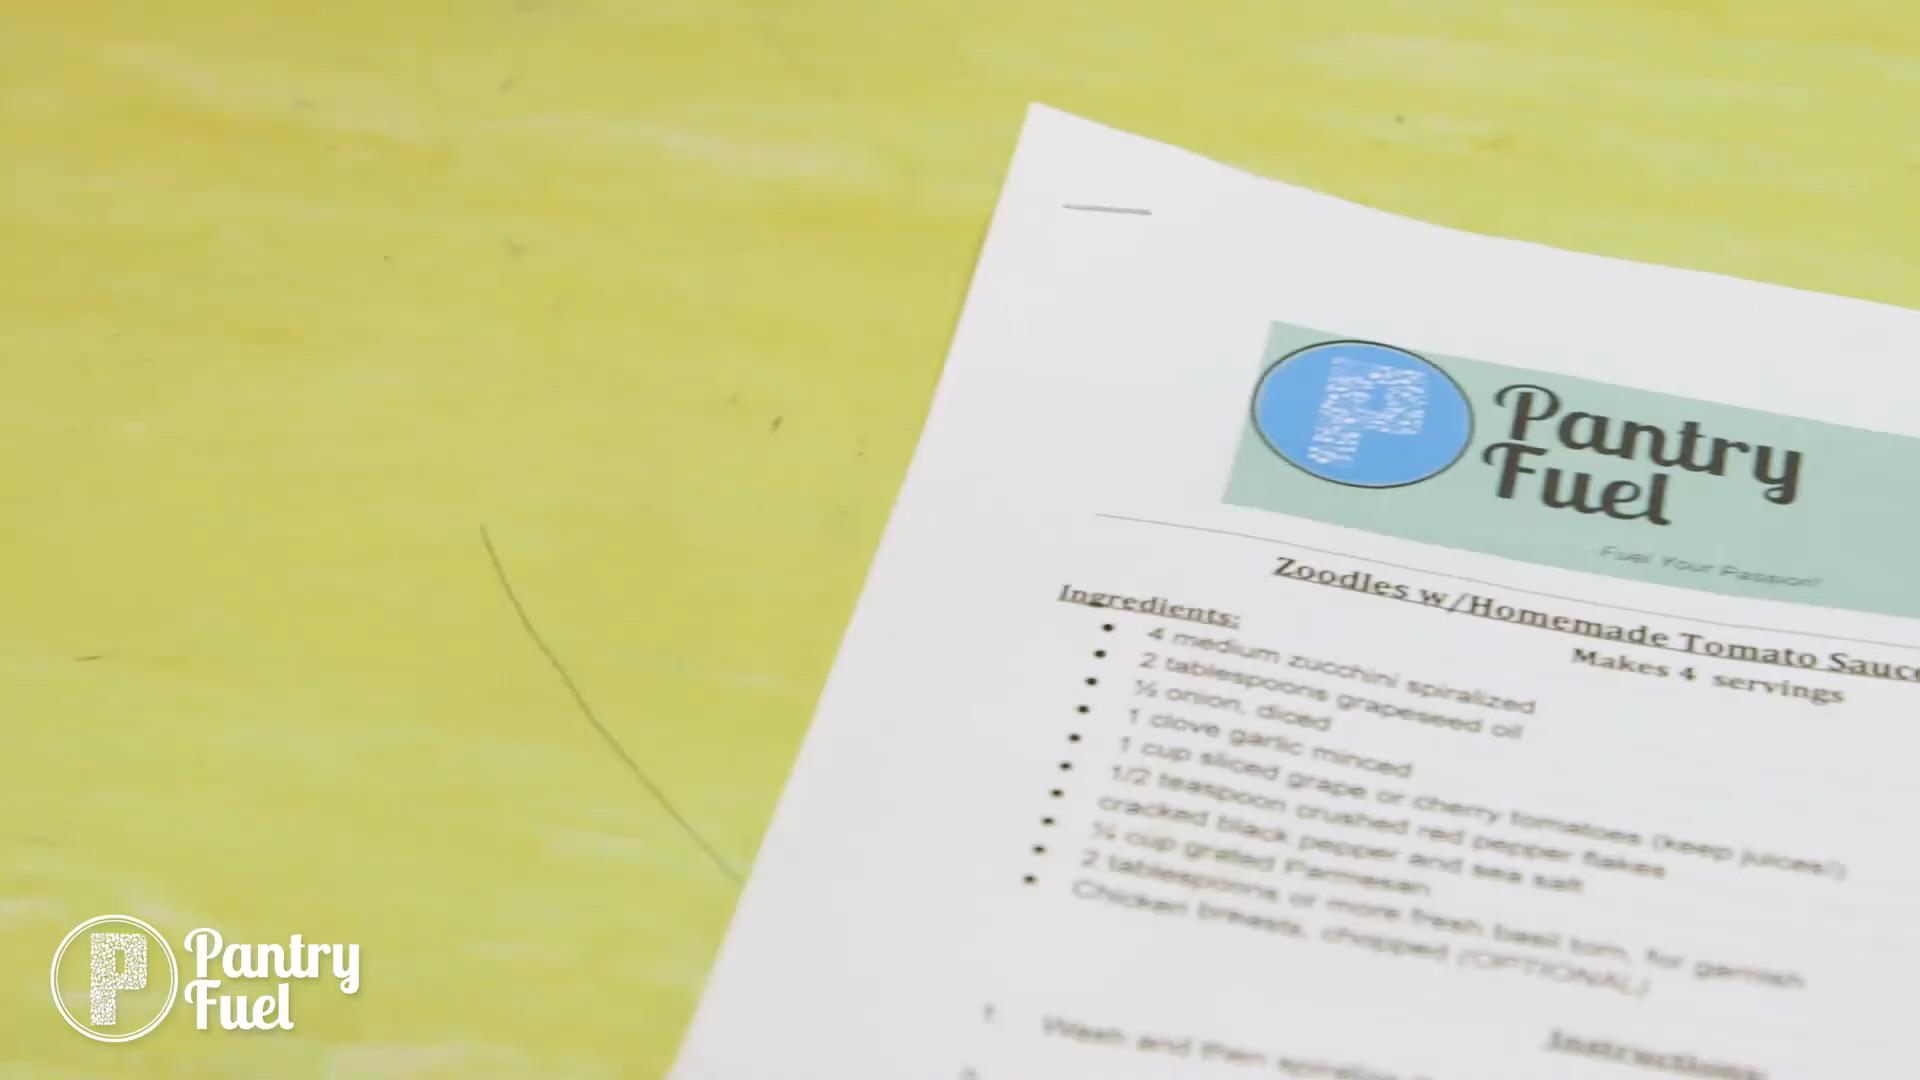 Pantry
Fuel
Fuel Your Passion!
Zoodles w/Homemade Tomato Sauce
Makes 4 servings
Ingredients:
4 medium zucchini spiralized
2 tablespoons grapeseed oil
½ onion, diced
1 clove garlic minced
1 cup sliced grape or cherry tomatoes (keep juices!)
1/2 teaspoon crushed red pepper flakes
cracked black pepper and sea salt
¼ cup grated Parmesan
2 tablespoons or more fresh basil torn, for garnish
Chicken breasts, chopped (OPTIONAL)
Instructions:
1. Wash and then
P
Pantry
Fuel